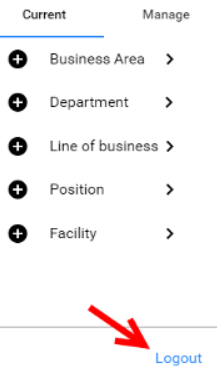 Current Manage
Business Area
Department
Line of business
Position
Facility
Logout